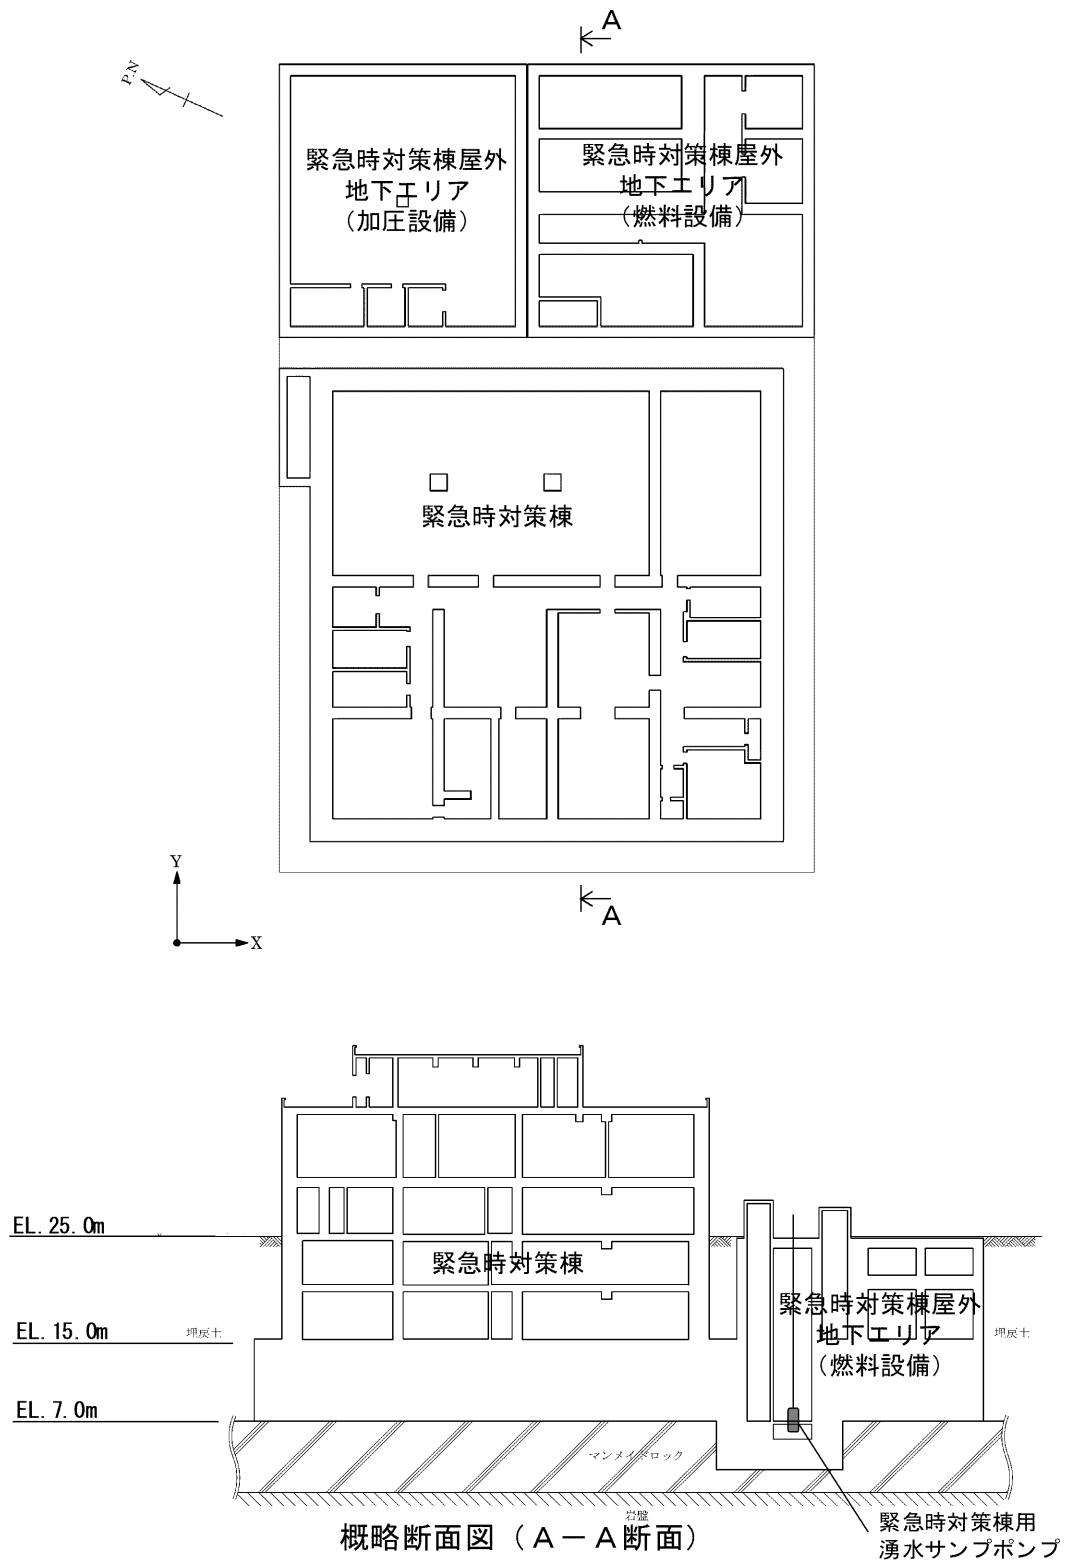 A
P.N
緊急時対策棟屋外
地下エリア
（加圧設備）
緊急時対策棟屋外
地下エリア
（燃料設備）
緊急時対策棟
Y
X
A
EL.25.0m
緊急時対策棟
緊急時対策棟屋外
地下エリア
（燃料設備）
EL.15.0m
埋戻土
埋戻土
EL.7.0m
マンメイドロック
岩盤
概略断面図（A－A断面）
緊急時対策棟用
湧水サンプポンプ